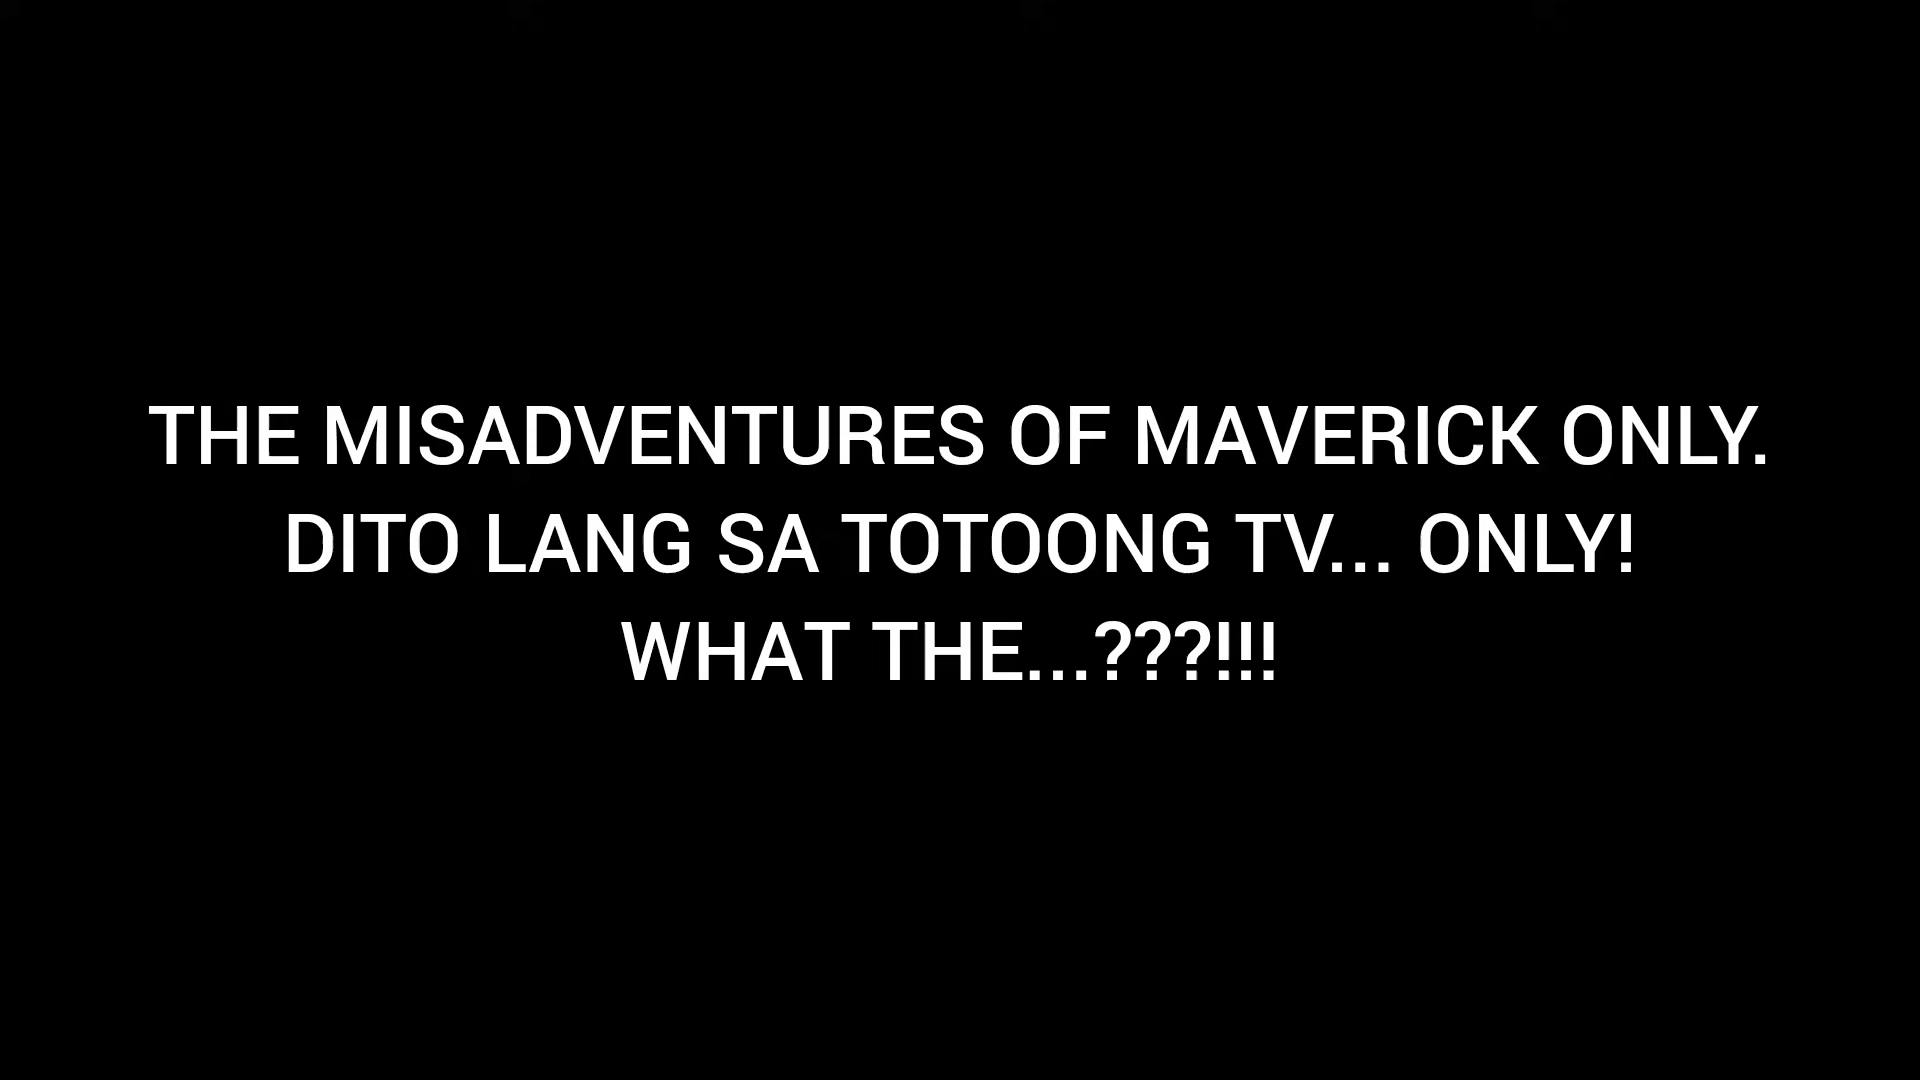 THE MISADVENTURES OF MAVERICK ONLY.
DITO LANG SA TOTOONG TV... ONLY!
WHAT THE...???!!!